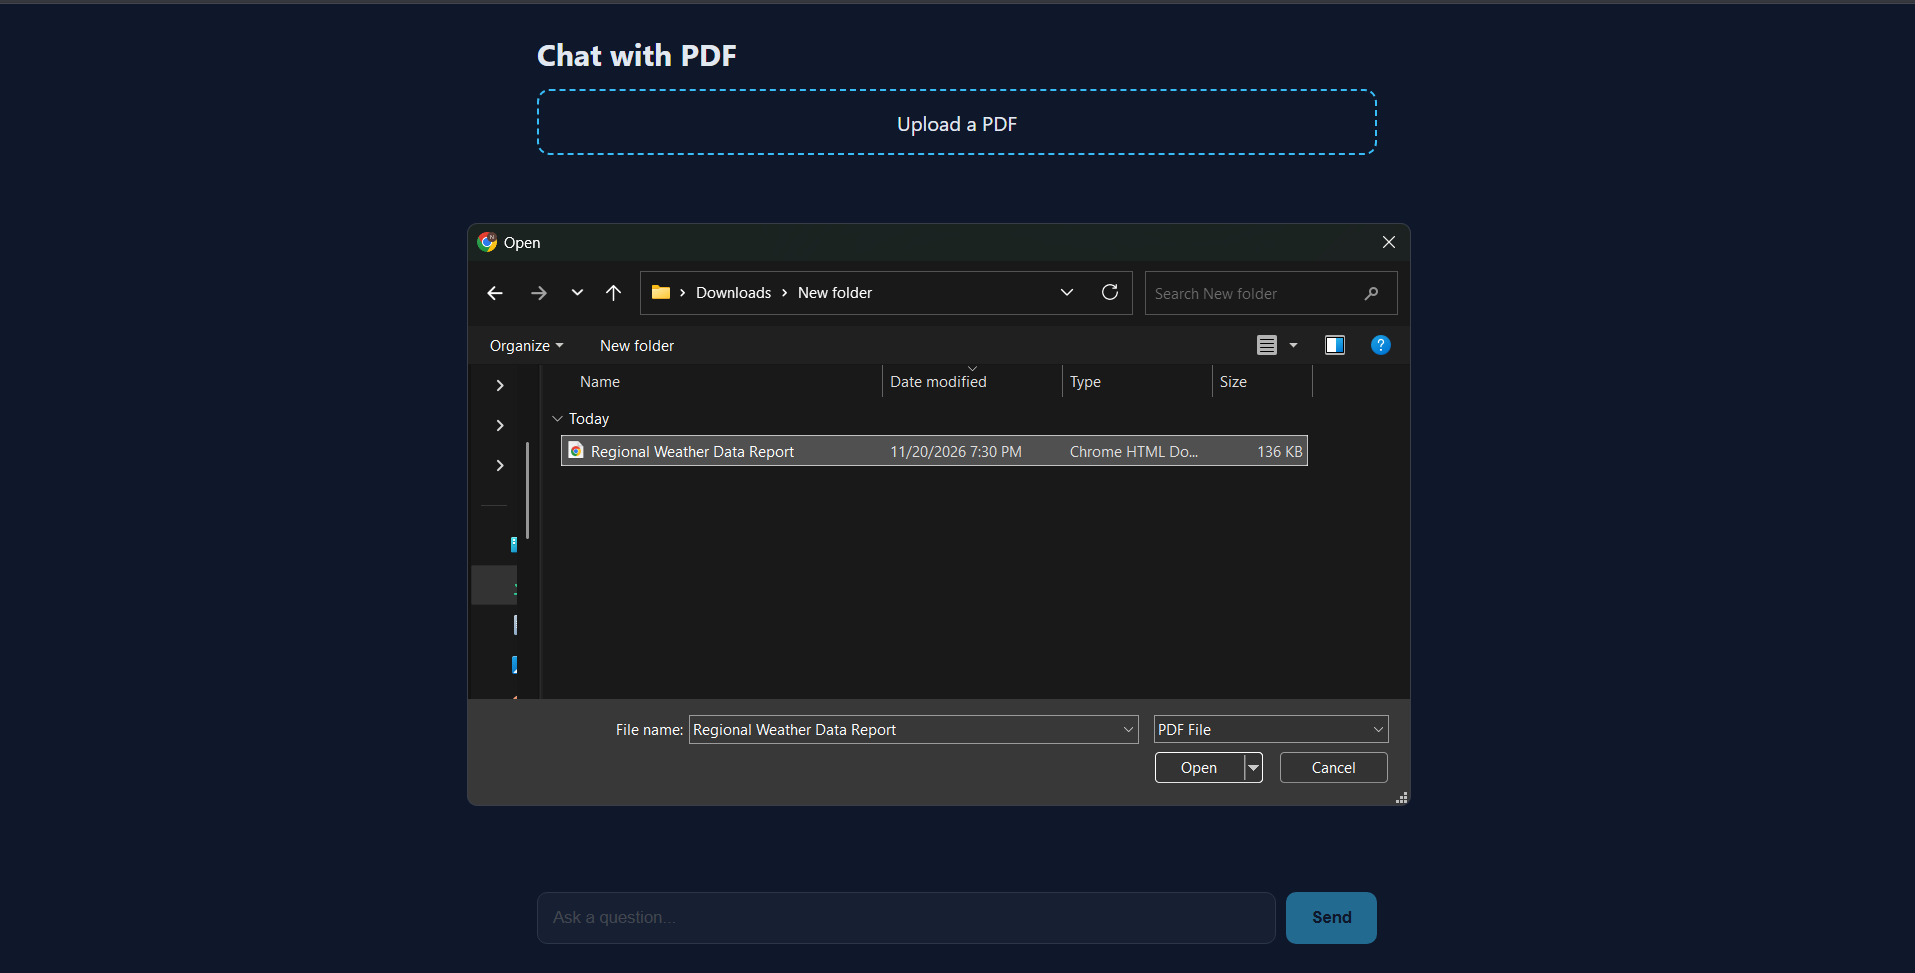 Chat with PDF
Upload a PDF
Open
Downloads New folder
Search New folder
Organize New folder
?
Name Date modified Type Size
Today
Regional Weather Data Report 11/20/2026 7:30 PM Chrome HTML Do... 136 KB
File name: Regional Weather Data Report PDF File
Open Cancel
Ask a question... Send